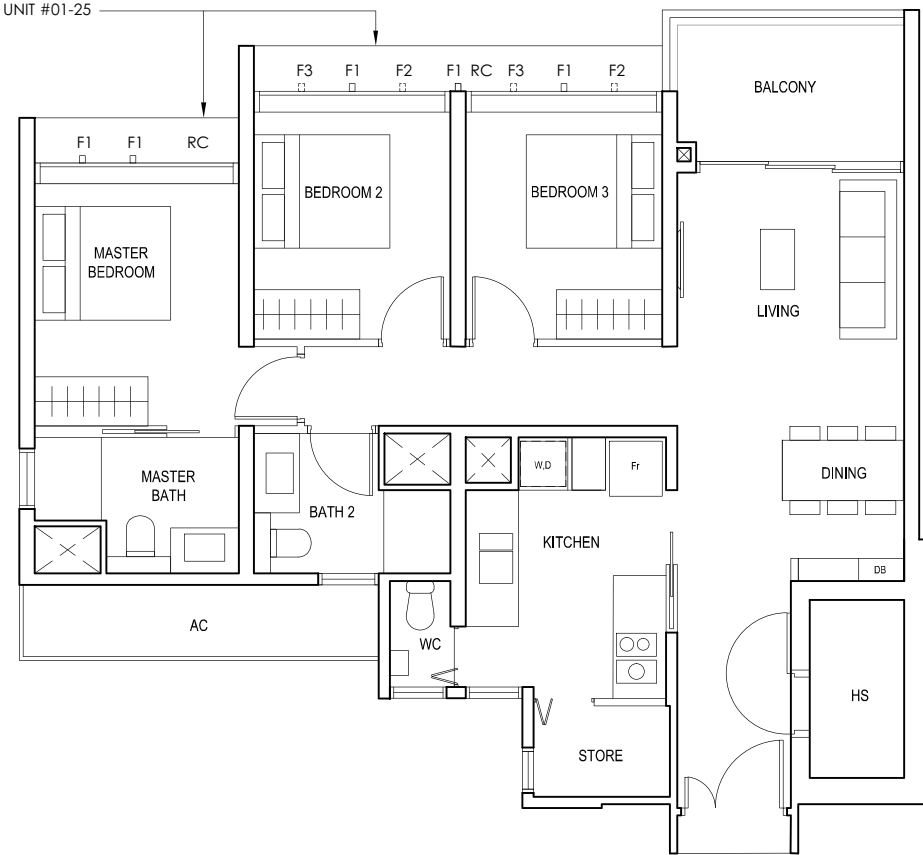 UNIT #01-25
F3 F1 F2 F1 RC F3 F1 F2
BALCONY
F1 F1 RC
BEDROOM 2
BEDROOM 3
MASTER
BEDROOM
LIVING
W,D
Fr
DINING
MASTER
BATH
BATH 2
KITCHEN
DB
AC
WC
HS
STORE